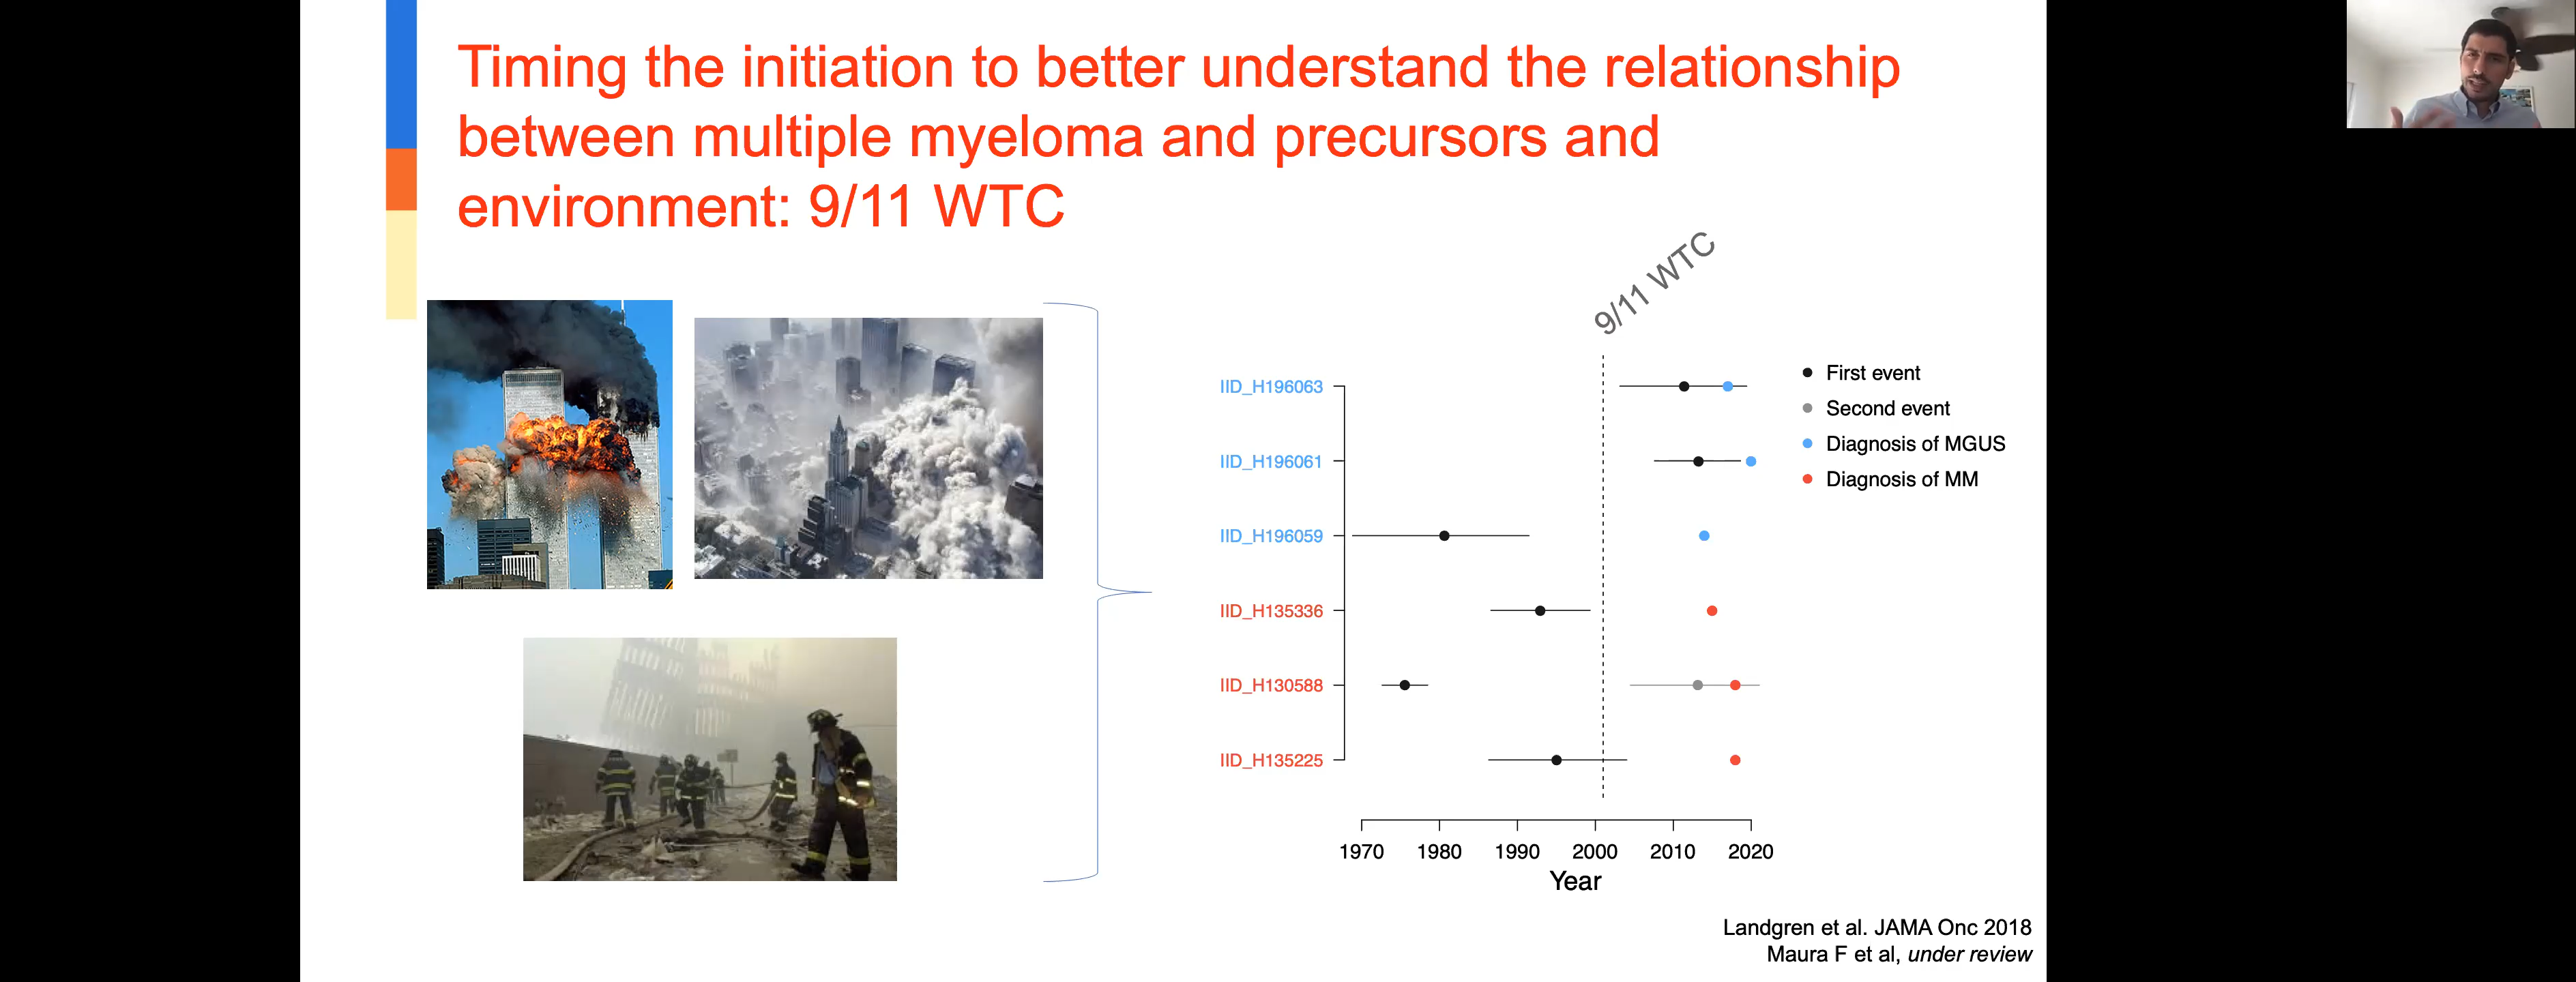 Timing the initiation to better understand the relationship
between multiple myeloma and precursors and
environment: 9/11 WTC
9/11 WTC
IID_H196063
IID_H196061
IID_H196059
IID_H135336
IID_H130588
IID_H135225
First event
Second event
Diagnosis of MGUS
Diagnosis of MM
1970 1980 1990 2000 2010 2020
Year
Landgren et al. JAMA Onc 2018
Maura F et al, under review